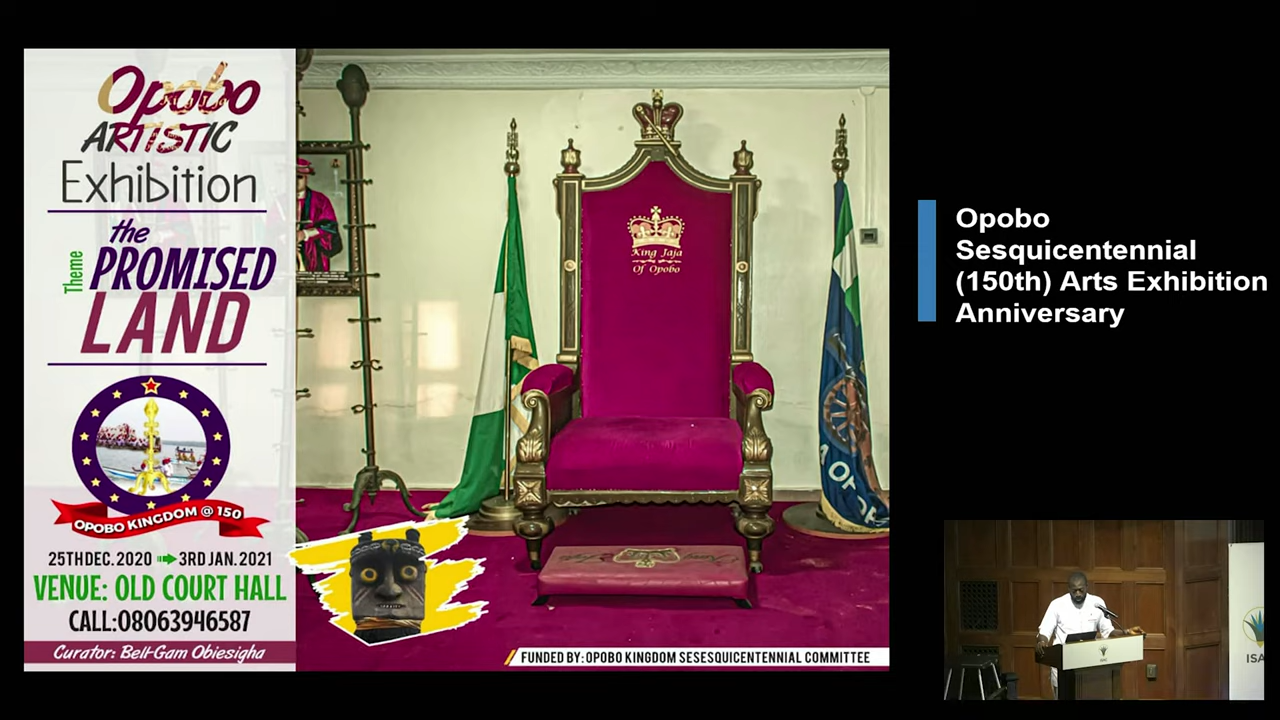 Opobo
ARTISTIC
Exhibition
Theme
the
PROMISED
LAND
OPOBO KINGDOM @ 150
25TH DEC. 2020 ➡ 3RD JAN. 2021
VENUE: OLD COURT HALL
CALL:08063946587
Curator: Bell-Gam Obiesigha
King Jaja
Of Opobo
FUNDED BY: OPOBO KINGDOM SESESQUICENTENNIAL COMMITTEE
Opobo
Sesquicentennial
(150th) Arts Exhibition
Anniversary